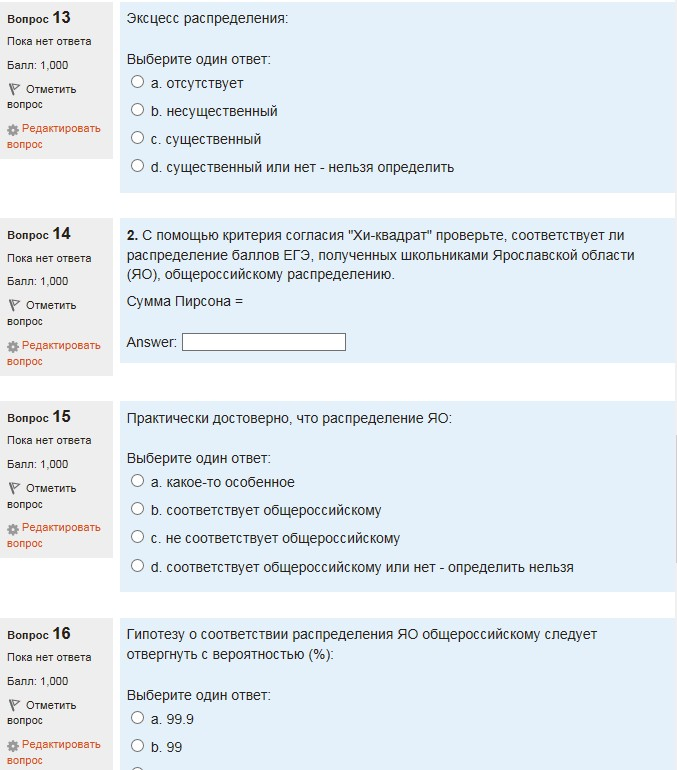 Вопрос 13
Пока нет ответа
Балл: 1,000
Отметить
вопрос
Редактировать
вопрос
Эксцесс распределения:
Выберите один ответ:
a. отсутствует
b. несущественный
c. существенный
d. существенный или нет - нельзя определить
Вопрос 14
Пока нет ответа
Балл: 1,000
Отметить
вопрос
Редактировать
вопрос
2. С помощью критерия согласия "Хи-квадрат" проверьте, соответствует ли
распределение баллов ЕГЭ, полученных школьниками Ярославской области
(ЯО), общероссийскому распределению.
Сумма Пирсона =
Answer:
Вопрос 15
Пока нет ответа
Балл: 1,000
Отметить
вопрос
Редактировать
вопрос
Практически достоверно, что распределение ЯО:
Выберите один ответ:
a. какое-то особенное
b. соответствует общероссийскому
c. не соответствует общероссийскому
d. соответствует общероссийскому или нет - определить нельзя
Вопрос 16
Пока нет ответа
Балл: 1,000
Отметить
вопрос
Редактировать
вопрос
Гипотезу о соответствии распределения ЯО общероссийскому следует
отвергнуть с вероятностью (%):
Выберите один ответ:
a. 99.9
b. 99